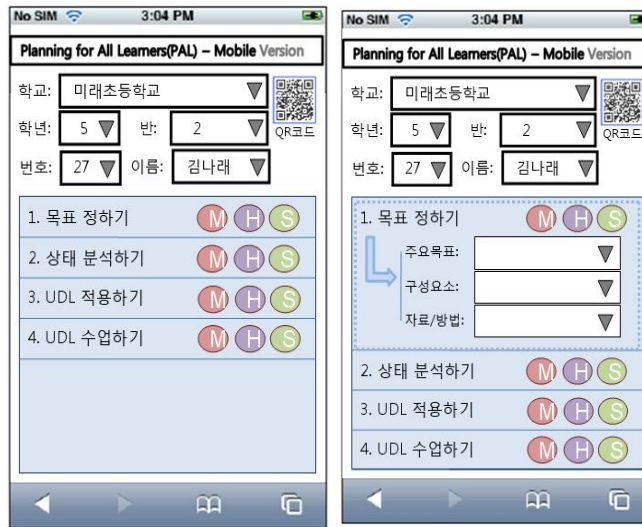 No SIM 3:04 PM
Planning for All Learners(PAL) – Mobile Version
학교: 미래초등학교
학년: 5 반: 2 QR코드
번호: 27 이름: 김나래
1. 목표 정하기 M H S
2. 상태 분석하기 M H S
3. UDL 적용하기 M H S
4. UDL 수업하기 M H S
No SIM 3:04 PM
Planning for All Learners(PAL) – Mobile Version
학교: 미래초등학교
학년: 5 반: 2 QR코드
번호: 27 이름: 김나래
1. 목표 정하기 M H S
주요목표:
구성요소:
자료/방법:
2. 상태 분석하기 M H S
3. UDL 적용하기 M H S
4. UDL 수업하기 M H S